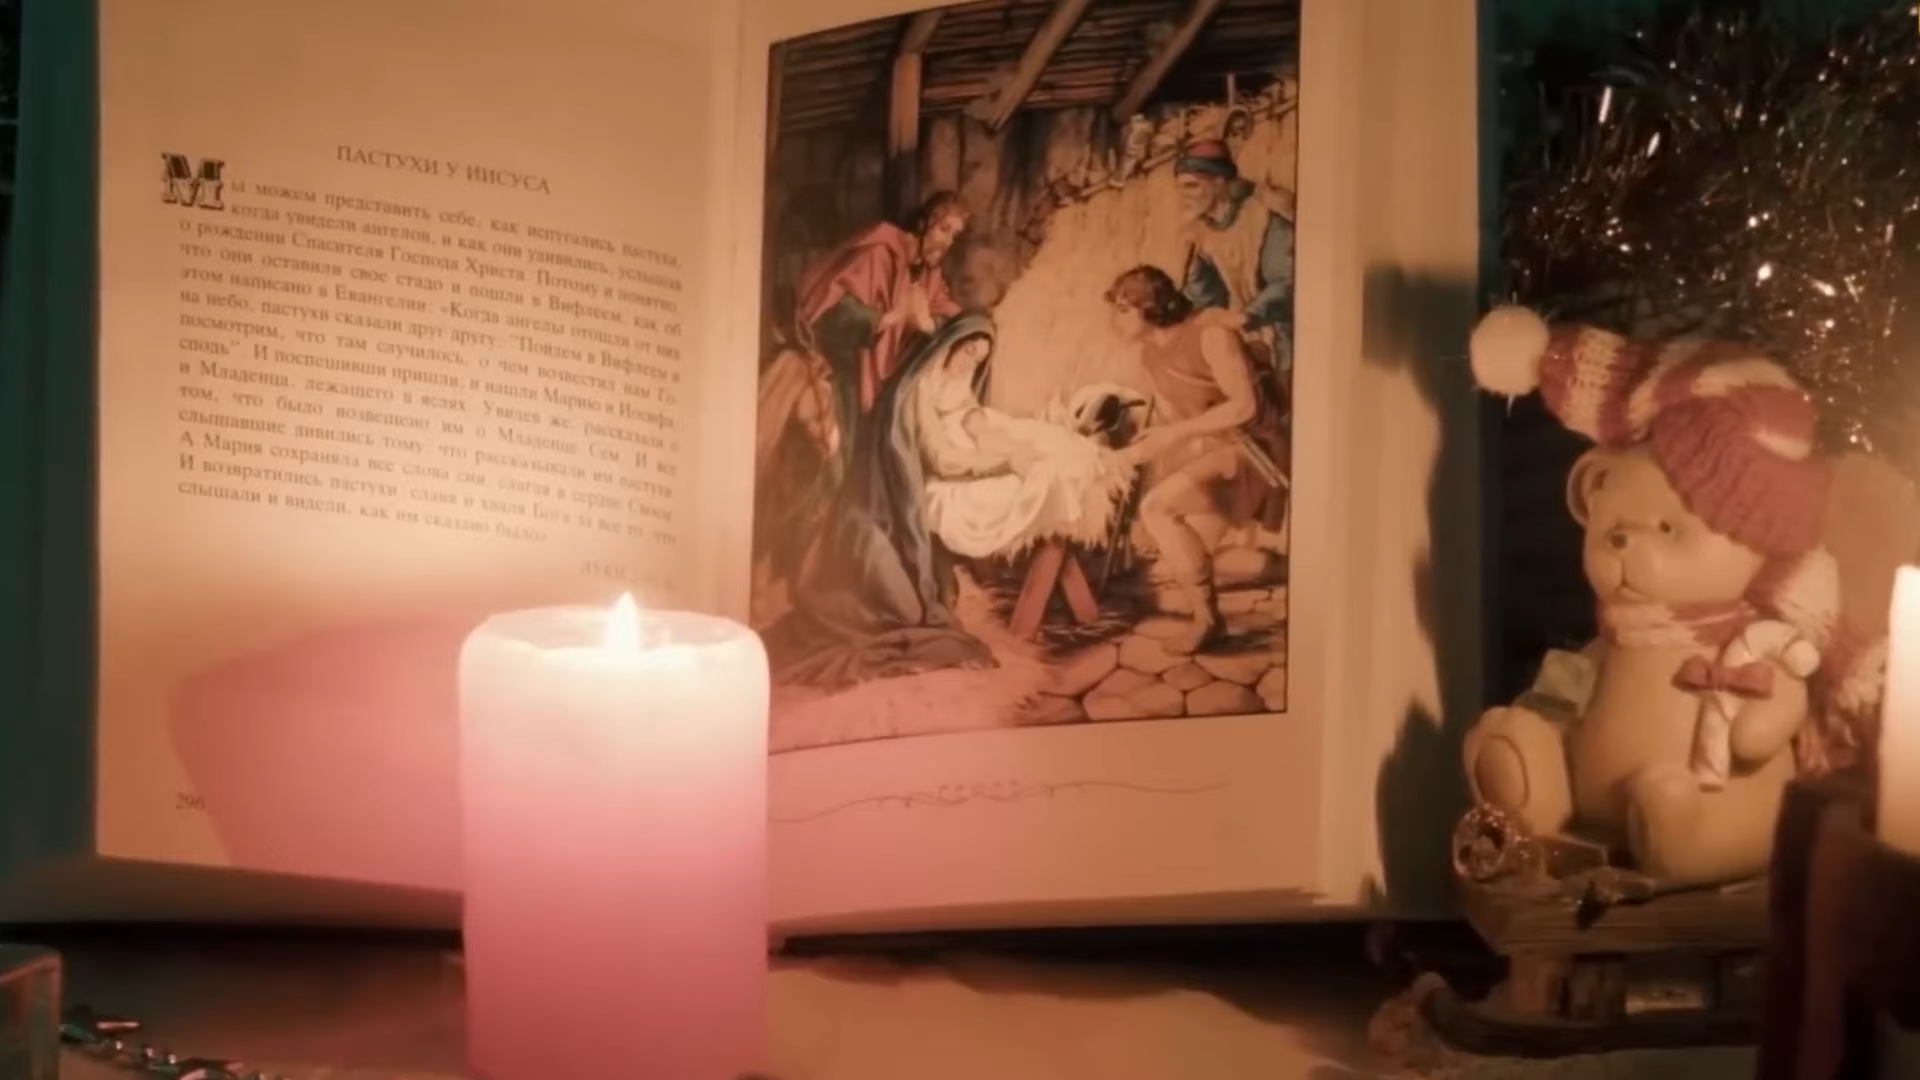 ПАСТУХИ У ИИСУСА
Мы можем представить себе, как испугались пастухи,
когда увидели ангелов, и как они удивились, услышав
о рождении Спасителя Господа Христа. Потому и понятно,
что они оставили свое стадо и пошли в Вифлеем, как об
этом написано в Евангелии: «Когда ангелы отошли от них
на небо, пастухи сказали друг другу: "Пойдем в Вифлеем и
посмотрим, что там случилось, о чем возвестил нам Го-
сподь". И поспешивши пришли, и нашли Марию и Иосифа,
и Младенца, лежащего в яслях. Увидев же, рассказали о
том, что было возвещено им о Младенце Сем. И все
слышавшие дивились тому, что рассказывали им пастухи.
А Мария сохраняла все слова сии, слагая в сердце Своем.
И возвратились пастухи, славя и хваля Бога за все то, что
слышали и видели, как им сказано было»
ЛУКИ
296